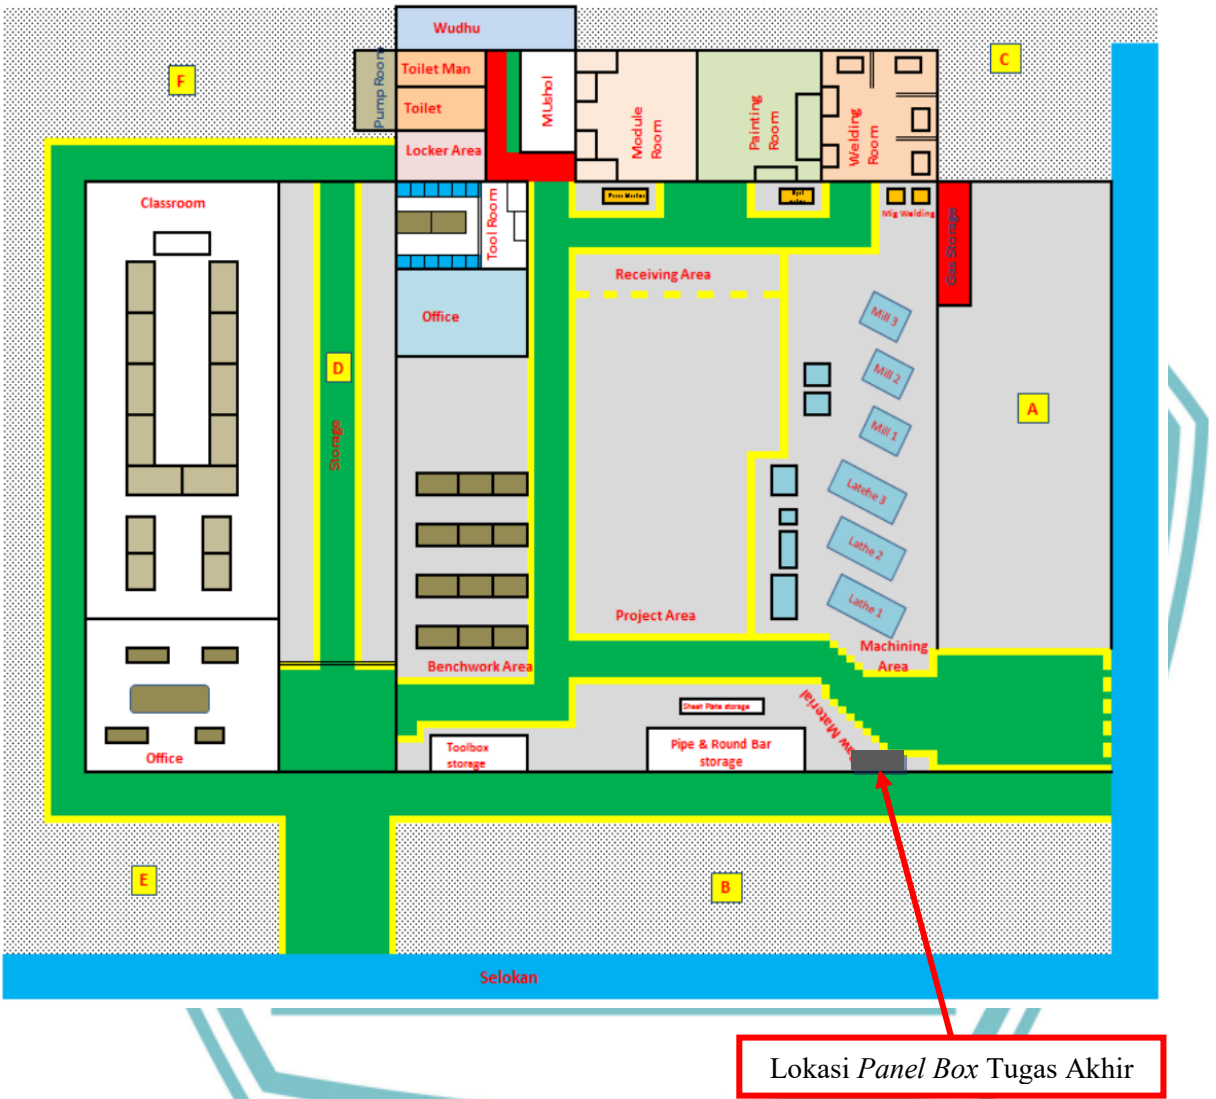 Wudhu
C
F
Pump Room
Toilet Man
Toilet
Locker Area
MUshol
Module
Room
Painting
Room
Welding
Room
Classroom
Tool Room
Mig Welding
Gas Storage
Receiving Area
Office
Mill 3
D
Mill 2
A
Storage
Mill 1
Latehe 3
Lathe 2
Lathe 1
Project Area
Machining
Area
Benchwork Area
Sheet Plate storage
aw Material
Toolbox
storage
Pipe & Round Bar
storage
Office
E
B
Selokan
Lokasi Panel Box Tugas Akhir